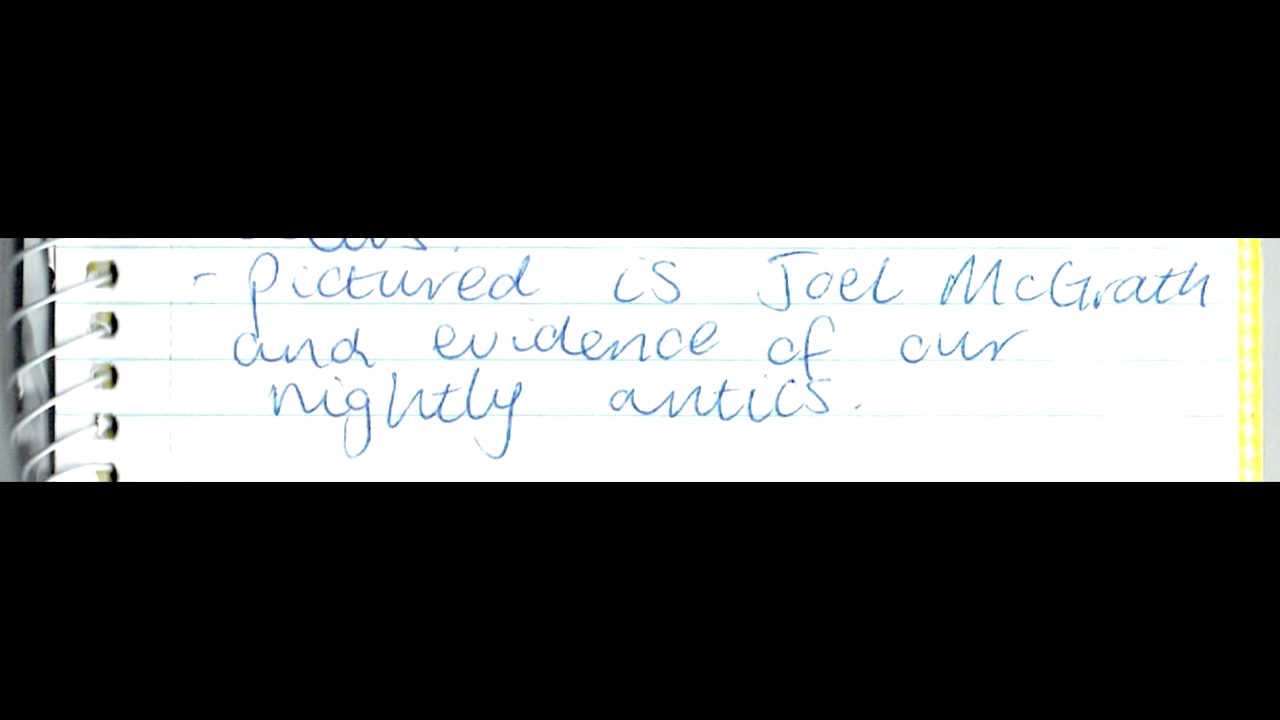 - Pictured is Joel McGrath
and evidence of our
nightly antics.